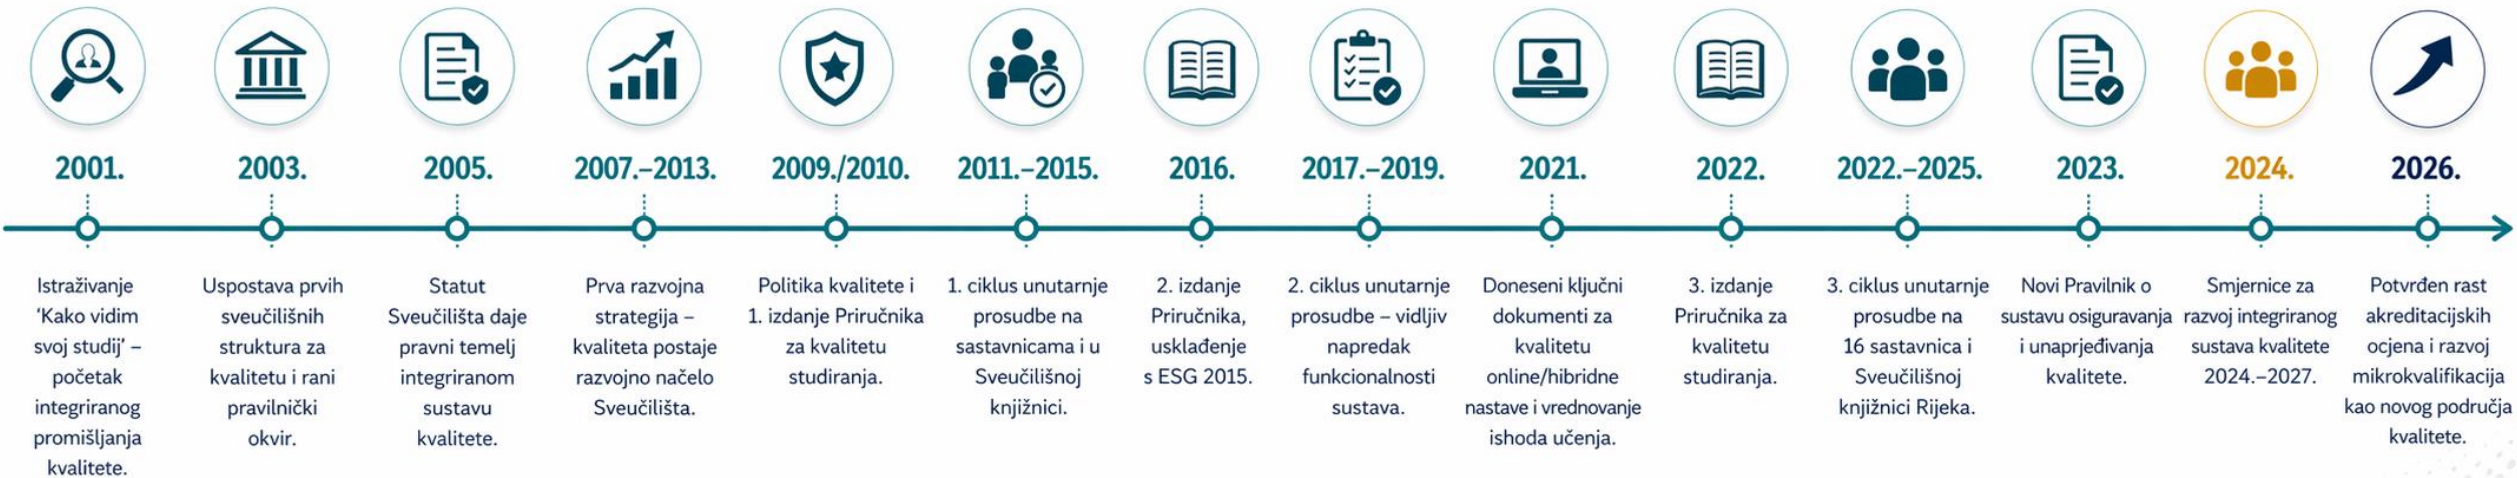 2001.
Istraživanje
‘Kako vidim
svoj studij’ –
početak
integriranog
promišljanja
kvalitete.
2003.
Uspostava prvih
sveučilišnih
struktura za
kvalitetu i rani
pravilnički
okvir.
2005.
Statut
Sveučilišta daje
pravni temelj
integriranom
sustavu
kvalitete.
2007.–2013.
Prva razvojna
strategija –
kvaliteta postaje
razvojno načelo
Sveučilišta.
2009./2010.
Politika kvalitete i
1. izdanje Priručnika
za kvalitetu
studiranja.
2011.–2015.
1. ciklus unutarnje
prosudbe na
sastavnicama i u
Sveučilišnoj
knjižnici.
2016.
2. izdanje
Priručnika,
usklađenje
s ESG 2015.
2017.–2019.
2. ciklus unutarnje
prosudbe – vidljiv
napredak
funkcionalnosti
sustava.
2021.
Doneseni ključni
dokumenti za
kvalitetu
online/hibridne
nastave i vrednovanje
ishoda učenja.
2022.
3. izdanje
Priručnika za
kvalitetu
studiranja.
2022.–2025.
3. ciklus unutarnje
prosudbe na
16 sastavnica i
Sveučilišnoj
knjižnici Rijeka.
2023.
Novi Pravilnik o
sustavu osiguravanja
i unaprjeđivanja
kvalitete.
2024.
Smjernice za
razvoj integriranog
sustava kvalitete
2024.–2027.
2026.
Potvrđen rast
akreditacijskih
ocjena i razvoj
mikrokvalifikacija
kao novog područja
kvalitete.